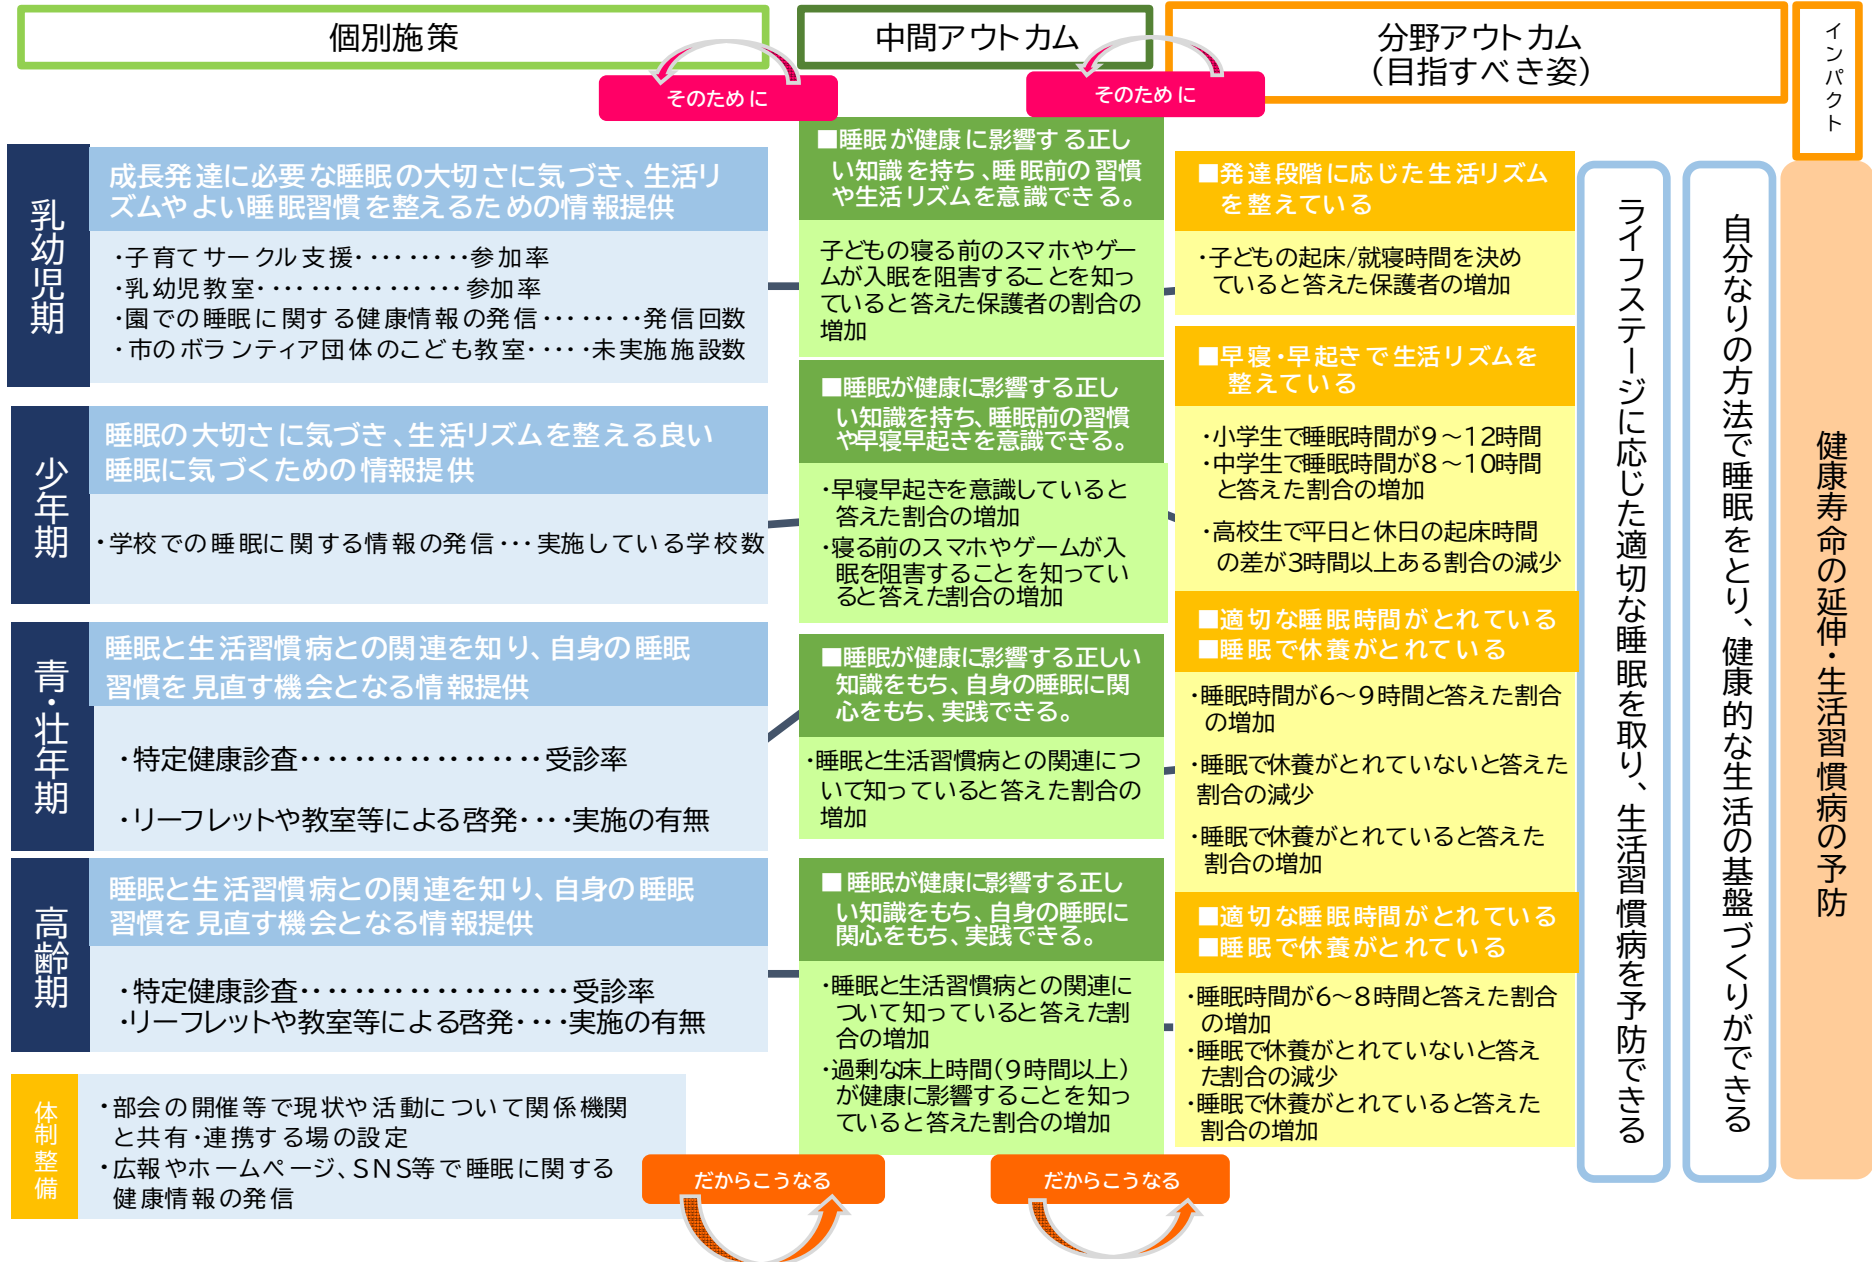 個別施策
中間アウトカム
分野アウトカム
(目指すべき姿)
インパクト
そのために
そのために
乳幼児期
成長発達に必要な睡眠の大切さに気づき、生活リ
ズムやよい睡眠習慣を整えるための情報提供
・子育てサークル支援・・・・・・・・・参加率
・乳幼児教室・・・・・・・・・・・・・・・・参加率
・園での睡眠に関する健康情報の発信・・・・・・・・発信回数
・市のボランティア団体のこども教室・・・・・未実施施設数
■睡眠が健康に影響する正し
い知識を持ち、睡眠前の習慣
や生活リズムを意識できる。
子どもの寝る前のスマホやゲー
ムが入眠を阻害することを知っ
ていると答えた保護者の割合の
増加
■発達段階に応じた生活リズム
を整えている
・子どもの起床/就寝時間を決め
ていると答えた保護者の増加
少年期
睡眠の大切さに気づき、生活リズムを整える良い
睡眠に気づくための情報提供
・学校での睡眠に関する情報の発信・・・実施している学校数
■睡眠が健康に影響する正し
い知識を持ち、睡眠前の習慣
や早寝早起きを意識できる。
・早寝早起きを意識していると
答えた割合の増加
・寝る前のスマホやゲームが入
眠を阻害することを知ってい
ると答えた割合の増加
■早寝・早起きで生活リズムを
整えている
・小学生で睡眠時間が9～12時間
・中学生で睡眠時間が8～10時間
と答えた割合の増加
・高校生で平日と休日の起床時間
の差が3時間以上ある割合の減少
青・壮年期
睡眠と生活習慣病との関連を知り、自身の睡眠
習慣を見直す機会となる情報提供
・特定健康診査・・・・・・・・・・・・・・・・・・受診率
・リーフレットや教室等による啓発・・・・実施の有無
■睡眠が健康に影響する正しい
知識をもち、自身の睡眠に関
心をもち、実践できる。
・睡眠と生活習慣病との関連につ
いて知っていると答えた割合の
増加
■適切な睡眠時間がとれている
■睡眠で休養がとれている
・睡眠時間が6～9時間と答えた割合
の増加
・睡眠で休養がとれていないと答えた
割合の減少
・睡眠で休養がとれていると答えた
割合の増加
高齢期
睡眠と生活習慣病との関連を知り、自身の睡眠
習慣を見直す機会となる情報提供
・特定健康診査・・・・・・・・・・・・・・・・・・・・受診率
・リーフレットや教室等による啓発・・・・実施の有無
■睡眠が健康に影響する正し
い知識をもち、自身の睡眠に
関心をもち、実践できる。
・睡眠と生活習慣病との関連に
ついて知っていると答えた割
合の増加
・過剰な床上時間(9時間以上)
が健康に影響することを知っ
ていると答えた割合の増加
■適切な睡眠時間がとれている
■睡眠で休養がとれている
・睡眠時間が6～8時間と答えた割合
の増加
・睡眠で休養がとれていないと答え
た割合の減少
・睡眠で休養がとれていると答えた
割合の増加
体制整備
・部会の開催等で現状や活動について関係機関
と共有・連携する場の設定
・広報やホームページ、SNS等で睡眠に関する
健康情報の発信
だからこうなる
だからこうなる
ライフステージに応じた適切な睡眠を取り、生活習慣病を予防できる
自分なりの方法で睡眠をとり、健康的な生活の基盤づくりができる
健康寿命の延伸・生活習慣病の予防